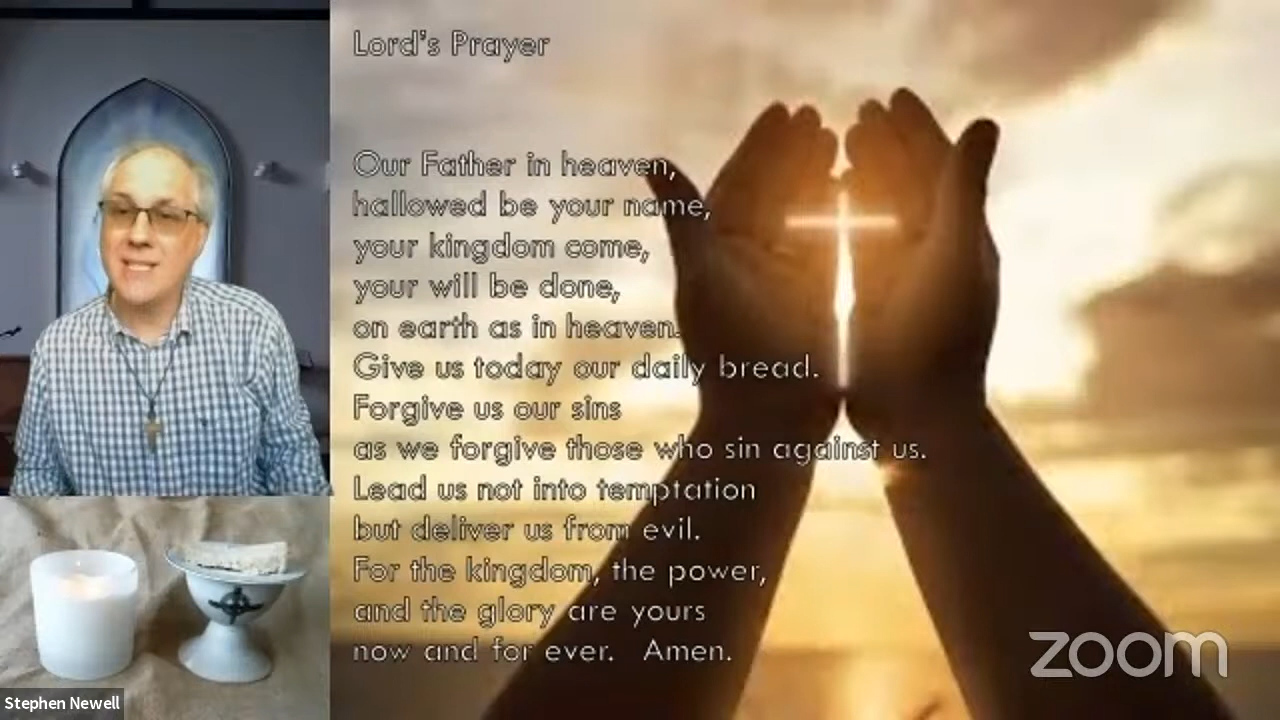 Lord's Prayer
Our Father in heaven,
hallowed be your name,
your kingdom come,
your will be done,
on earth as in heaven.
Give us today our daily bread.
Forgive us our sins
as we forgive those who sin against us.
Lead us not into temptation
but deliver us from evil.
For the kingdom, the power,
and the glory are yours
now and for ever. Amen.
zoom
Stephen Newell